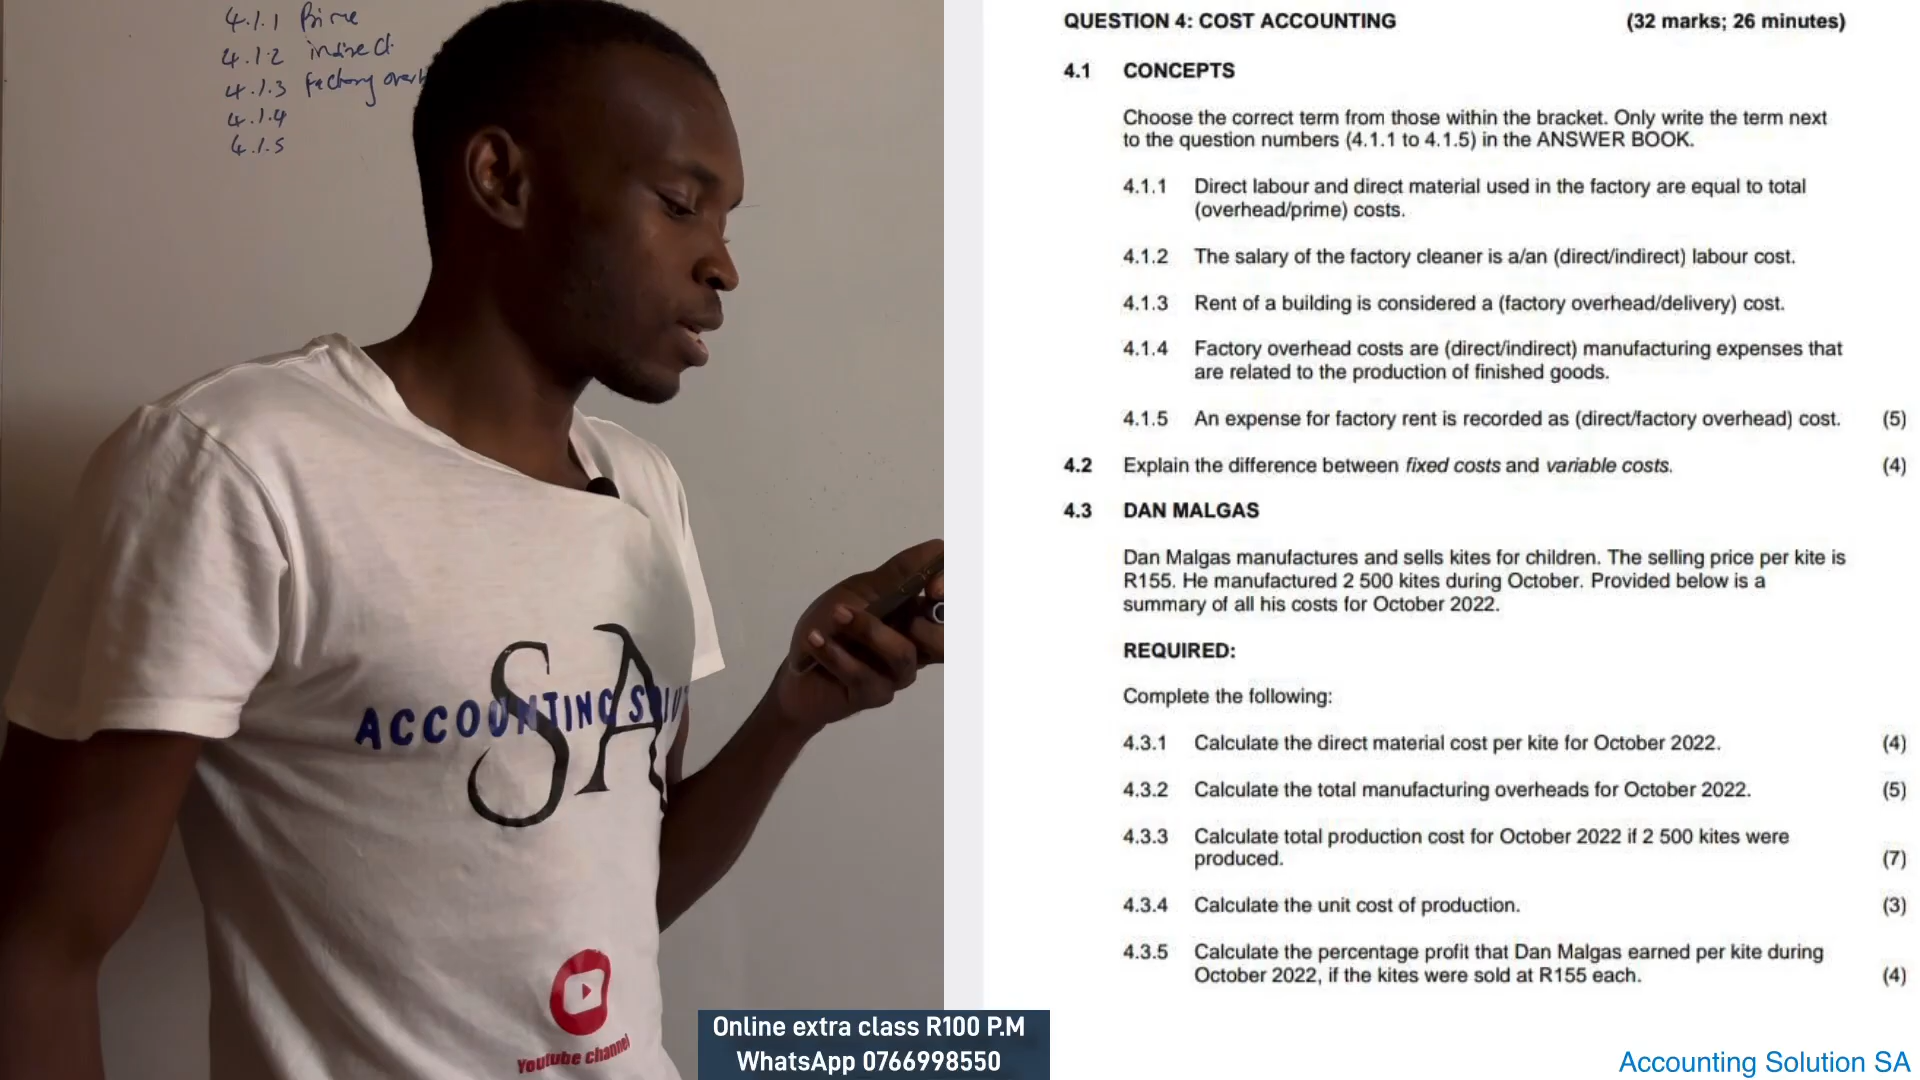 4.1.1 Prime
4.1.2 indirect
4.1.3 factory overh
4.1.4
4.1.5
ACCOUNTING SOLUT
SA
Youtube channel
QUESTION 4: COST ACCOUNTING (32 marks; 26 minutes)
4.1 CONCEPTS
Choose the correct term from those within the bracket. Only write the term next
to the question numbers (4.1.1 to 4.1.5) in the ANSWER BOOK.
4.1.1 Direct labour and direct material used in the factory are equal to total
(overhead/prime) costs.
4.1.2 The salary of the factory cleaner is a/an (direct/indirect) labour cost.
4.1.3 Rent of a building is considered a (factory overhead/delivery) cost.
4.1.4 Factory overhead costs are (direct/indirect) manufacturing expenses that
are related to the production of finished goods.
4.1.5 An expense for factory rent is recorded as (direct/factory overhead) cost. (5)
4.2 Explain the difference between fixed costs and variable costs. (4)
4.3 DAN MALGAS
Dan Malgas manufactures and sells kites for children. The selling price per kite is
R155. He manufactured 2 500 kites during October. Provided below is a
summary of all his costs for October 2022.
REQUIRED:
Complete the following:
4.3.1 Calculate the direct material cost per kite for October 2022. (4)
4.3.2 Calculate the total manufacturing overheads for October 2022. (5)
4.3.3 Calculate total production cost for October 2022 if 2 500 kites were
produced. (7)
4.3.4 Calculate the unit cost of production. (3)
4.3.5 Calculate the percentage profit that Dan Malgas earned per kite during
October 2022, if the kites were sold at R155 each. (4)
Online extra class R100 P.M
WhatsApp 0766998550
Accounting Solution SA